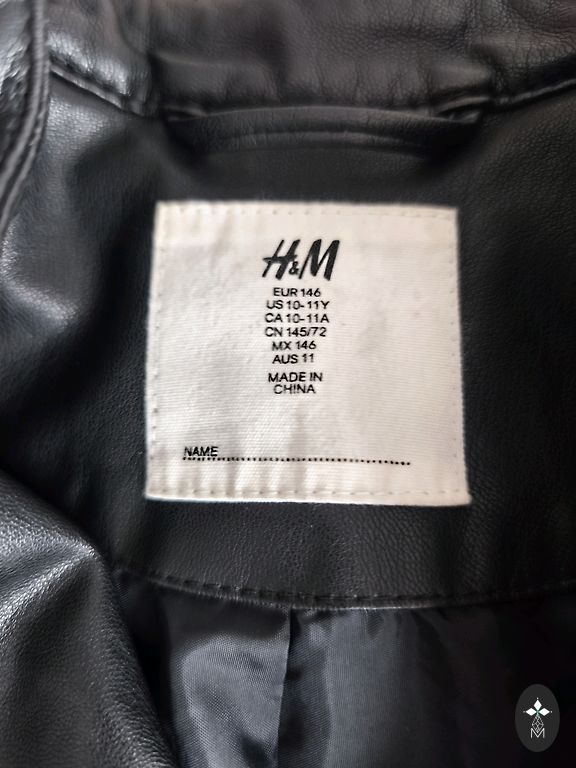 H&M
EUR 146
US 10-11Y
CA 10-11A
CN 145/72
MX 146
AUS 11
MADE IN
CHINA
NAME
M